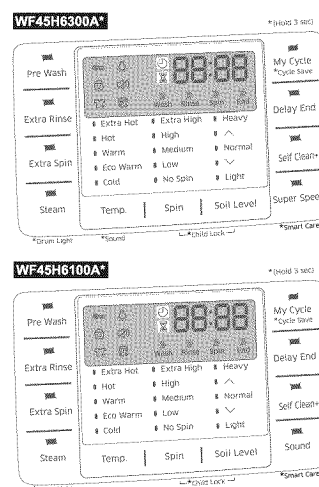 WF45H6300A*
*(Hold 3 sec)
Pre Wash
My Cycle
*Cycle Save
88:88
Wash Rinse Spin End
Extra Rinse
Extra Hot Extra High Heavy
Delay End
Hot High
Warm Medium Normal
Extra Spin
Self Clean+
Eco Warm Low
Cold No Spin Light
Steam
Temp. Spin Soil Level
Super Spee
*Drum Light *Sound *Child Lock *Smart Care
WF45H6100A*
*(Hold 3 sec)
Pre Wash
My Cycle
*Cycle Save
88:88
Wash Rinse Spin End
Extra Rinse
Extra Hot Extra High Heavy
Delay End
Hot High
Warm Medium Normal
Extra Spin
Self Clean+
Eco Warm Low
Cold No Spin Light
Steam
Temp. Spin Soil Level
Sound
*Child Lock *Smart Care